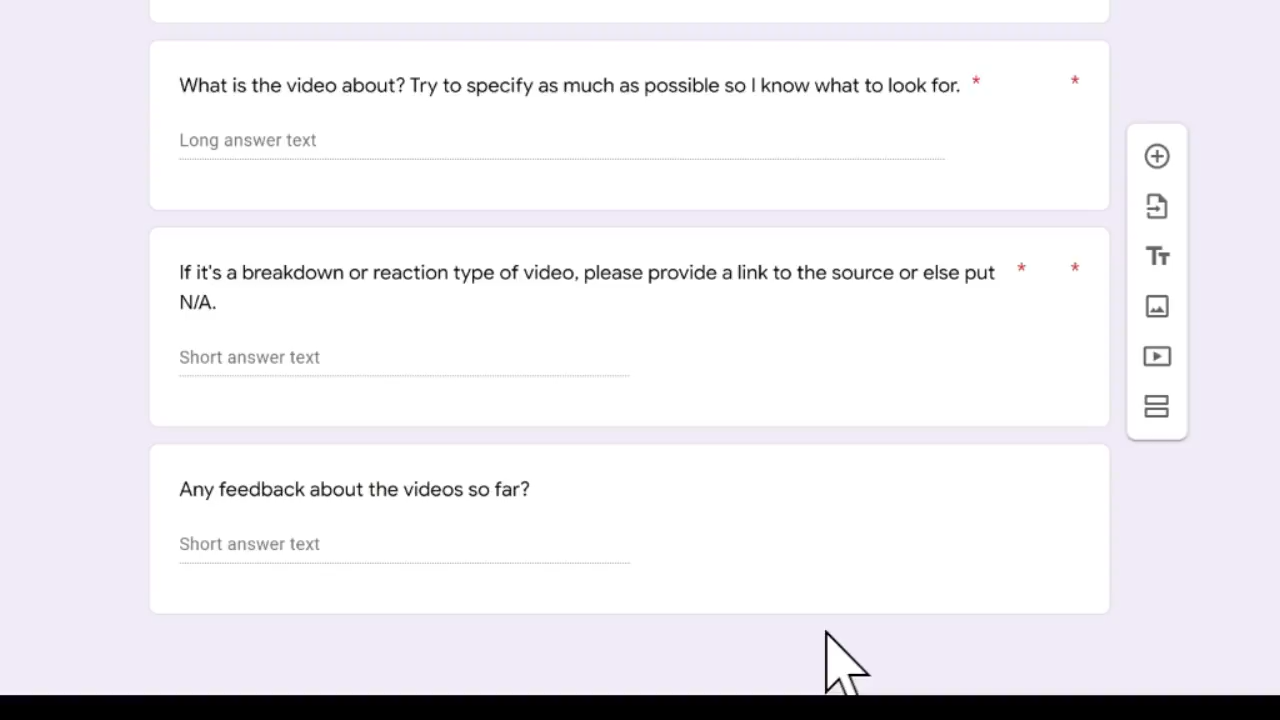 What is the video about? Try to specify as much as possible so I know what to look for. * *
Long answer text
If it's a breakdown or reaction type of video, please provide a link to the source or else put * *
N/A.
Short answer text
Any feedback about the videos so far?
Short answer text